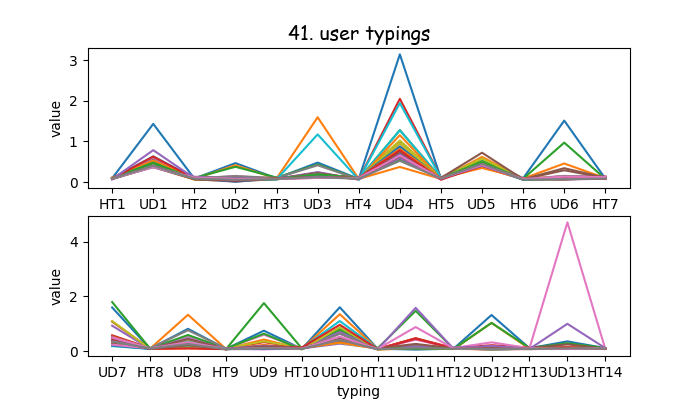 41. user typings
value
3
2
1
0
HT1 UD1 HT2 UD2 HT3 UD3 HT4 UD4 HT5 UD5 HT6 UD6 HT7
value
4
2
0
UD7 HT8 UD8 HT9 UD9 HT10 UD10 HT11 UD11 HT12 UD12 HT13 UD13 HT14
typing